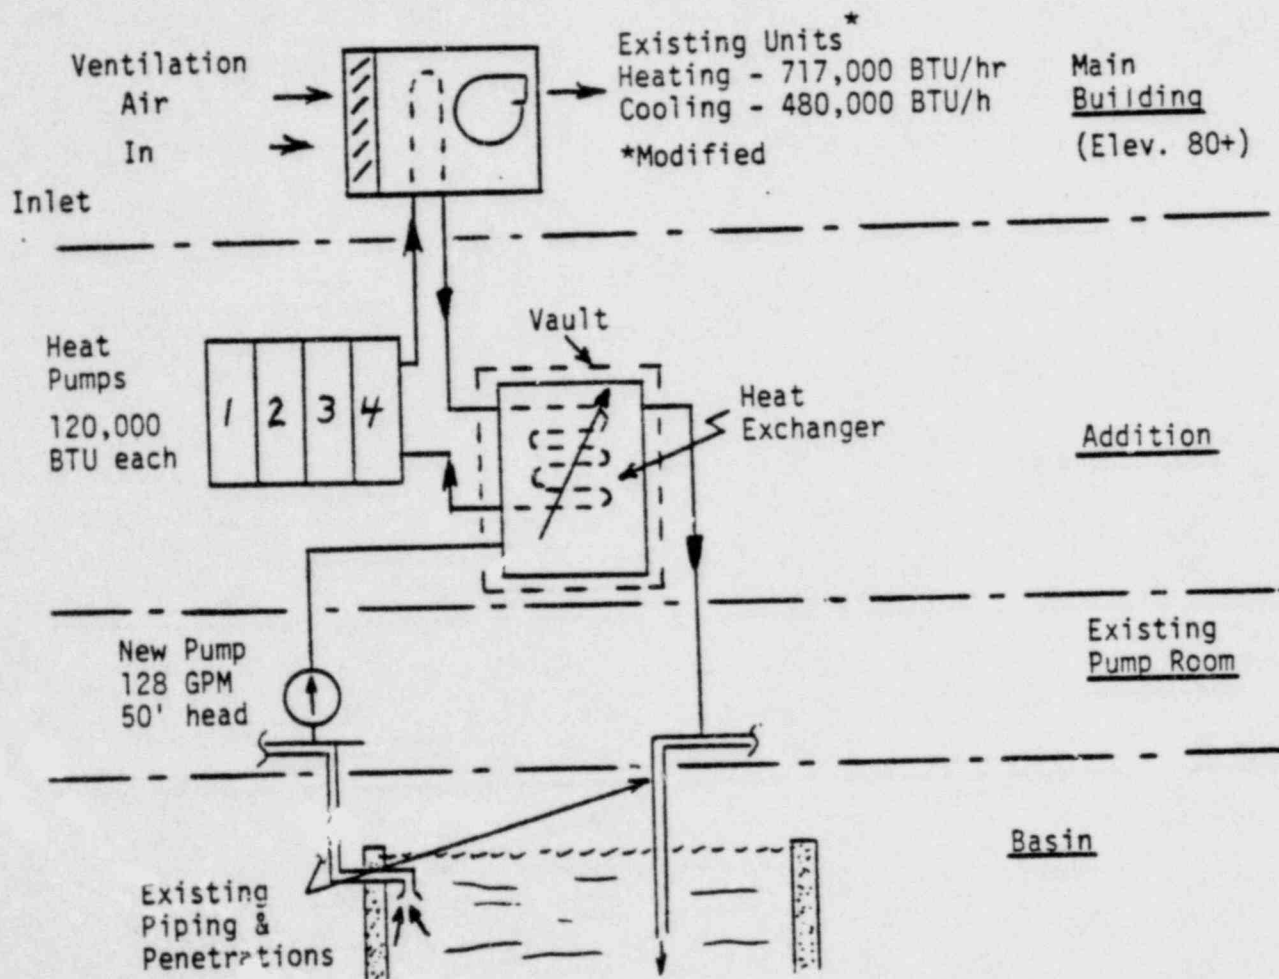 Ventilation
Air
In
Inlet
Existing Units*
Heating - 717,000 BTU/hr
Cooling - 480,000 BTU/h
*Modified
Main
Building
(Elev. 80+)
Heat
Pumps
120,000
BTU each
1 2 3 4
Vault
Heat
Exchanger
Addition
New Pump
128 GPM
50' head
Existing
Pump Room
Basin
Existing
Piping &
Penetrations